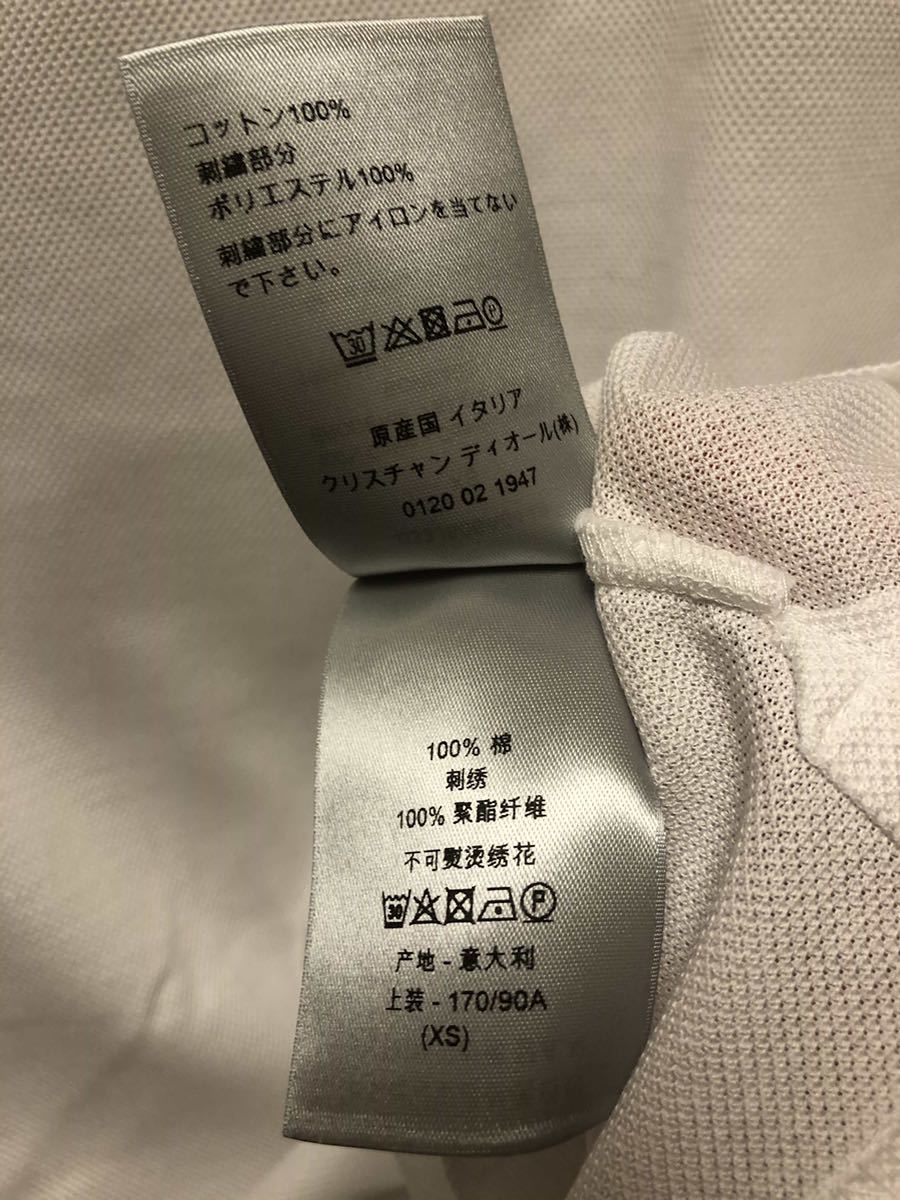 コットン100%
刺繍部分
ポリエステル100%
刺繍部分にアイロンを当てない
で下さい。
30
原産国 イタリア
クリスチャン ディオール(株)
0120 02 1947
100% 棉
刺绣
100% 聚酯纤维
不可熨烫绣花
30 P
产地 - 意大利
上装 - 170/90A
(XS)